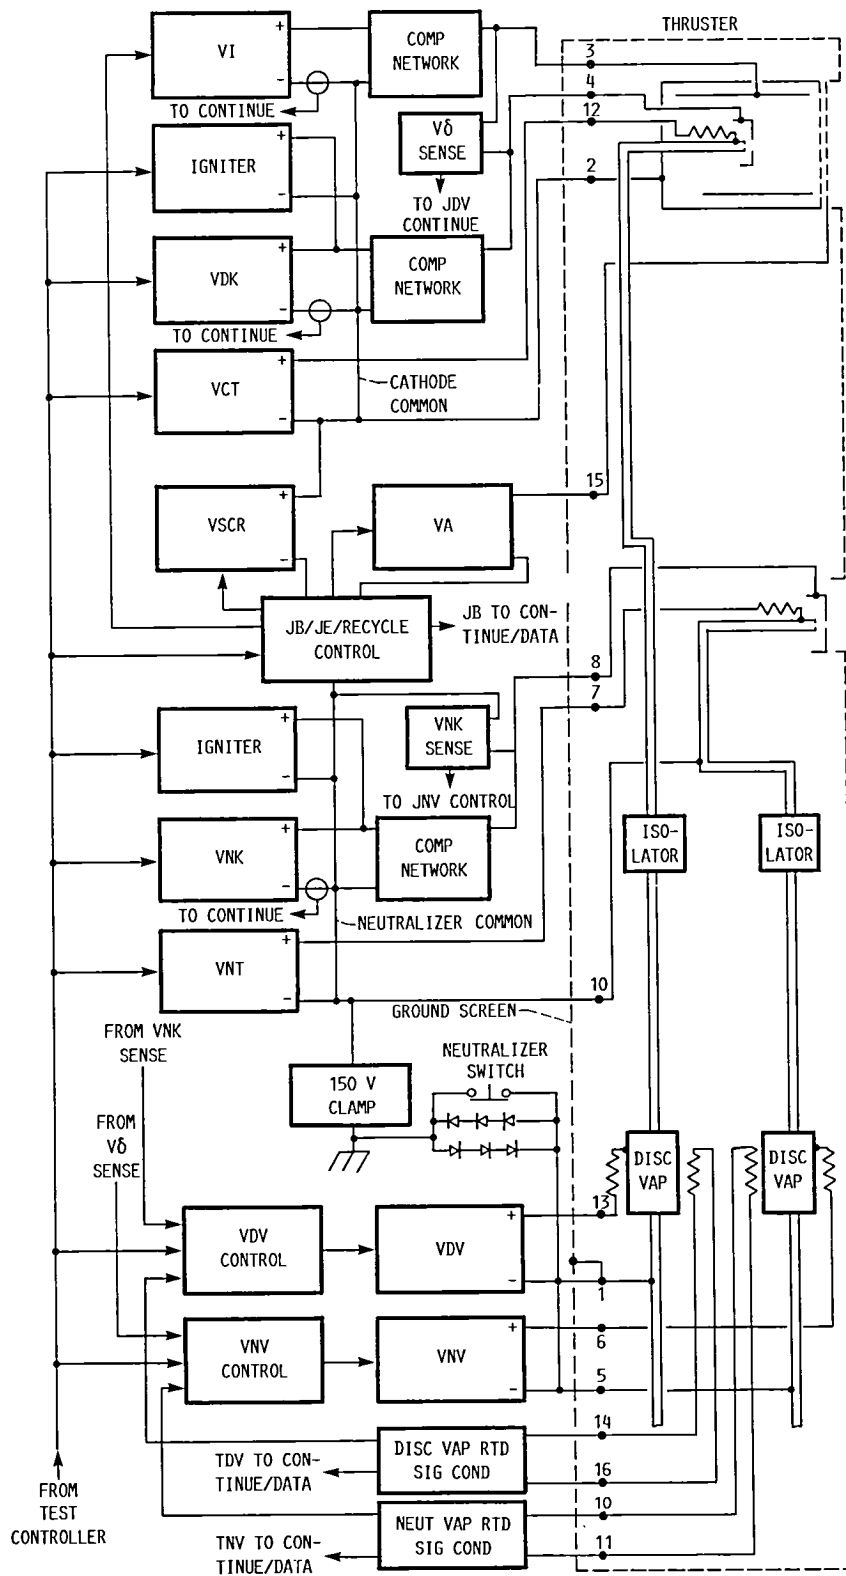 THRUSTER
VI
+
-
COMP
NETWORK
3
4
12
TO CONTINUE
Vδ
SENSE
IGNITER
+
-
2
TO JDV
CONTINUE
VDK
+
-
COMP
NETWORK
TO CONTINUE
VCT
+
-
CATHODE
COMMON
VSCR
+
-
VA
15
JB/JE/RECYCLE
CONTROL
JB TO CON-
TINUE/DATA
8
7
IGNITER
+
-
VNK
SENSE
TO JNV CONTROL
VNK
+
-
COMP
NETWORK
ISO-
LATOR
ISO-
LATOR
TO CONTINUE
NEUTRALIZER COMMON
VNT
+
-
10
GROUND SCREEN
FROM VNK
SENSE
NEUTRALIZER
SWITCH
150 V
CLAMP
FROM
Vδ
SENSE
DISC
VAP
DISC
VAP
13
VDV
CONTROL
VDV
+
-
1
VNV
CONTROL
VNV
+
-
6
5
14
DISC VAP RTD
SIG COND
TDV TO CON-
TINUE/DATA
16
10
NEUT VAP RTD
SIG COND
TNV TO CON-
TINUE/DATA
11
FROM
TEST
CONTROLLER